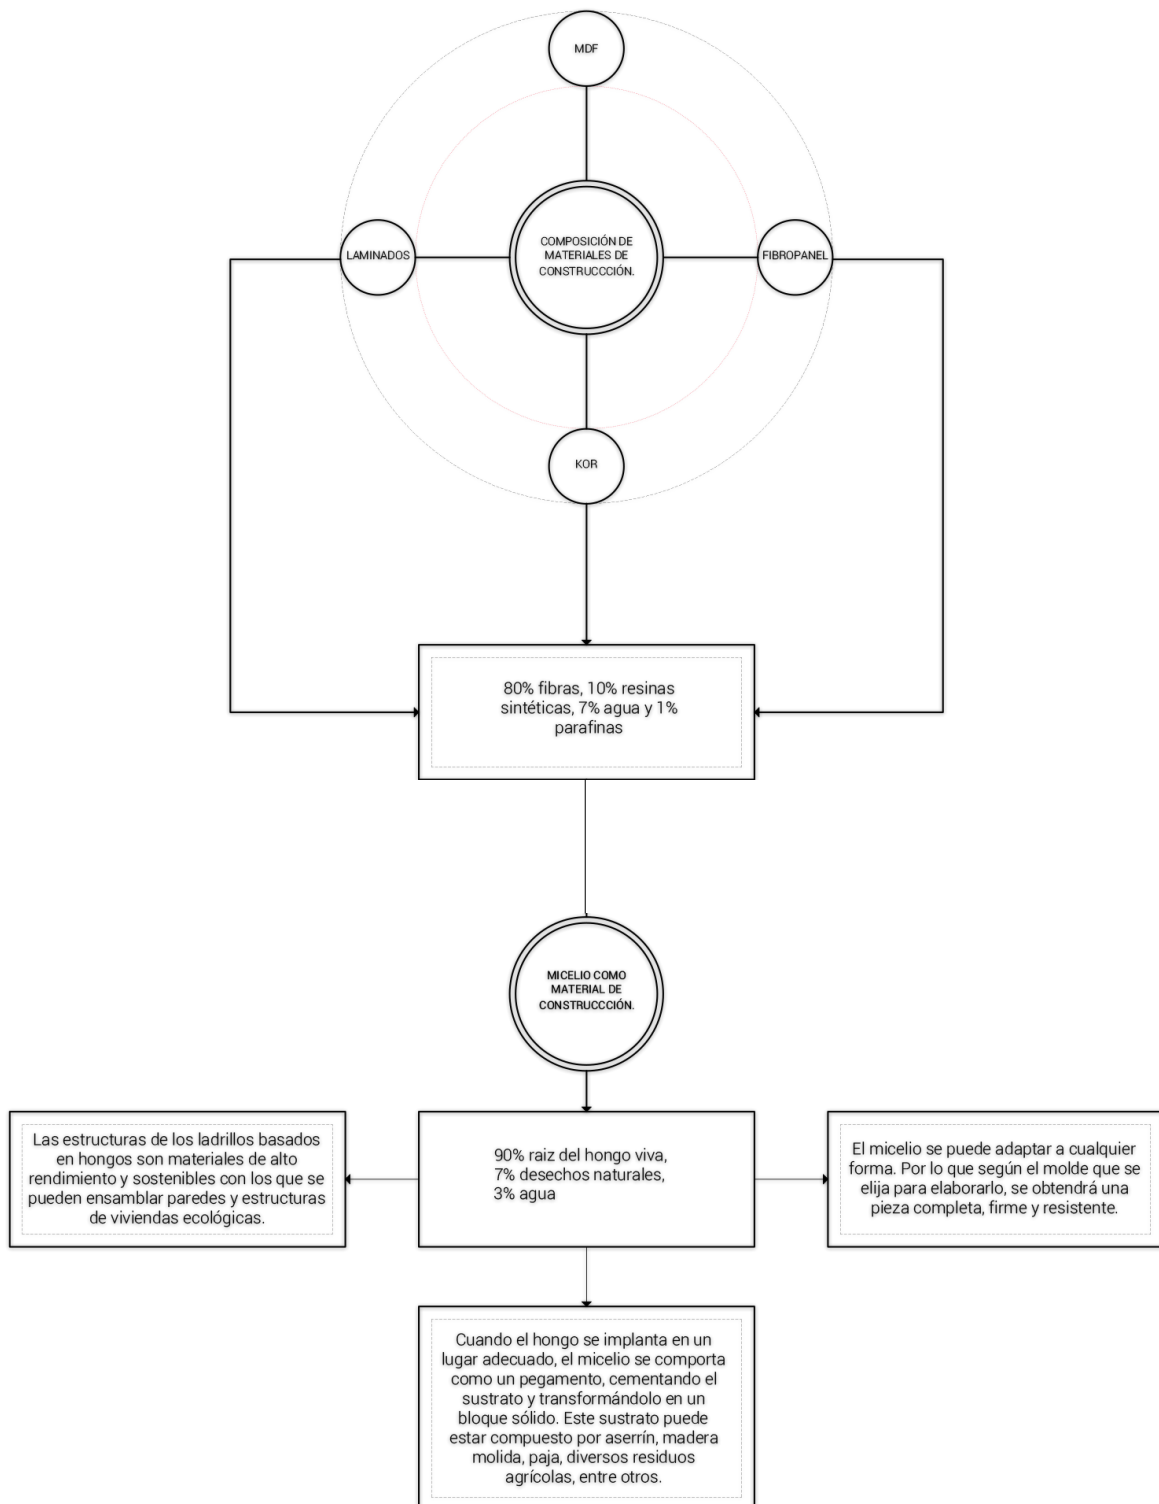 MDF
COMPOSICIÓN DE
MATERIALES DE
CONSTRUCCCIÓN.
LAMINADOS
FIBROPANEL
KOR
80% fibras, 10% resinas
sintéticas, 7% agua y 1%
parafinas
MICELIO COMO
MATERIAL DE
CONSTRUCCCIÓN.
Las estructuras de los ladrillos basados
en hongos son materiales de alto
rendimiento y sostenibles con los que se
pueden ensamblar paredes y estructuras
de viviendas ecológicas.
90% raiz del hongo viva,
7% desechos naturales,
3% agua
El micelio se puede adaptar a cualquier
forma. Por lo que según el molde que se
elija para elaborarlo, se obtendrá una
pieza completa, firme y resistente.
Cuando el hongo se implanta en un
lugar adecuado, el micelio se comporta
como un pegamento, cementando el
sustrato y transformándolo en un
bloque sólido. Este sustrato puede
estar compuesto por aserrín, madera
molida, paja, diversos residuos
agrícolas, entre otros.